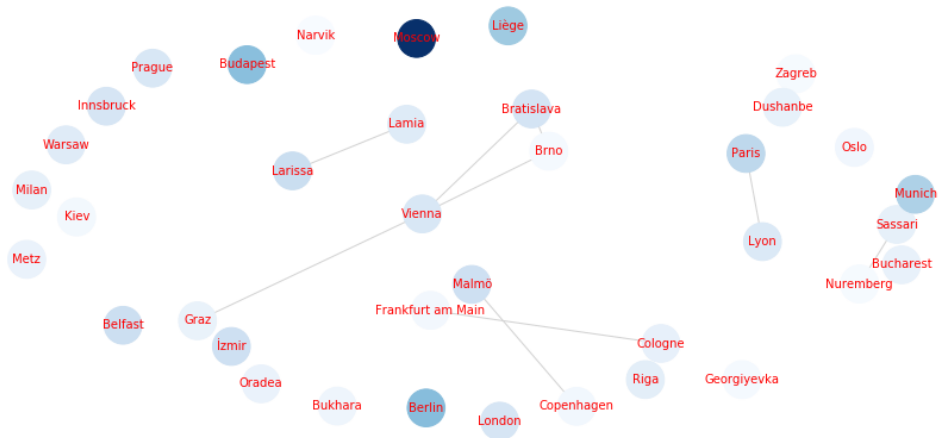 Liège
Narvik
Moscow
Budapest
Prague
Zagreb
Innsbruck
Dushanbe
Bratislava
Lamia
Warsaw
Oslo
Brno
Paris
Larissa
Milan
Munich
Kiev
Vienna
Sassari
Lyon
Metz
Bucharest
Malmö
Nuremberg
Frankfurt am Main
Graz
Belfast
İzmir
Cologne
Riga
Georgiyevka
Oradea
Bukhara
Berlin
Copenhagen
London